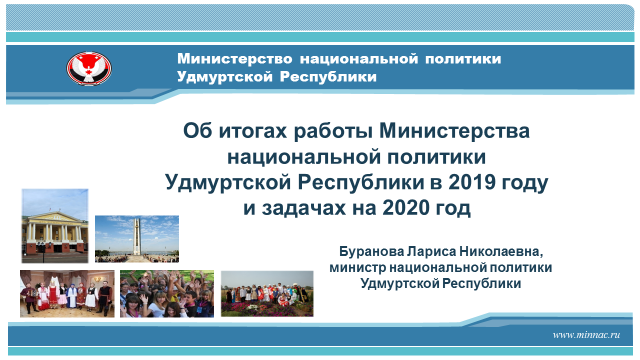 Министерство национальной политики
Удмуртской Республики
Об итогах работы Министерства
национальной политики
Удмуртской Республики в 2019 году
и задачах на 2020 год
Буранова Лариса Николаевна,
министр национальной политики
Удмуртской Республики
www.minnac.ru